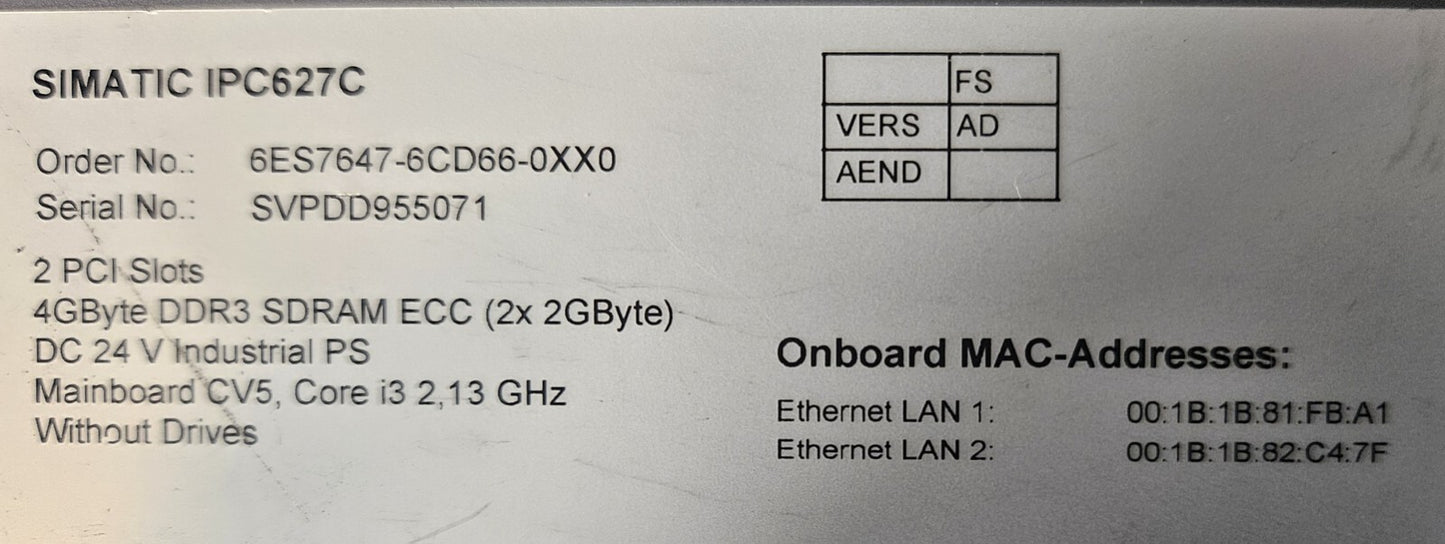 SIMATIC IPC627C
Order No.: 6ES7647-6CD66-0XX0
Serial No.: SVPDD955071
2 PCI Slots
4GByte DDR3 SDRAM ECC (2x 2GByte)
DC 24 V Industrial PS
Mainboard CV5, Core i3 2,13 GHz
Without Drives
FS
VERS AD
AEND
Onboard MAC-Addresses:
Ethernet LAN 1: 00:1B:1B:81:FB:A1
Ethernet LAN 2: 00:1B:1B:82:C4:7F